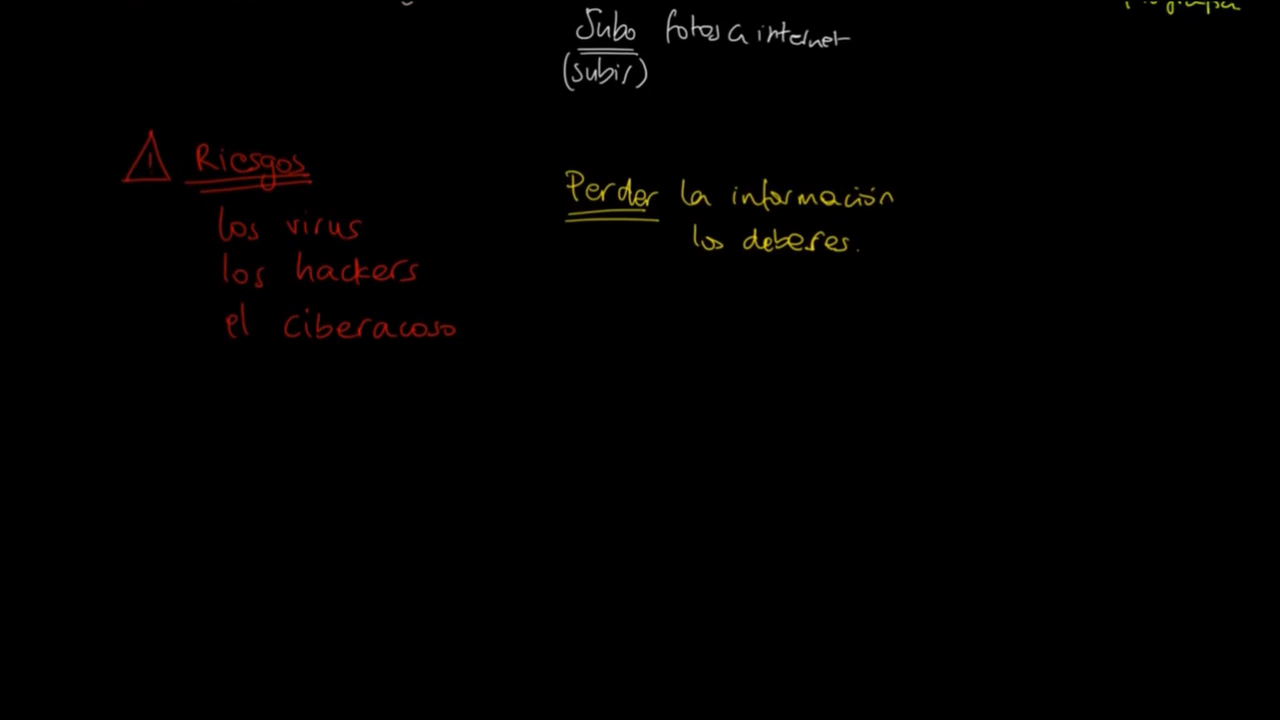 Subo fotos a internet
(subir)
Riesgos
los virus
los hackers
el ciberacoso
Perder la información
los deberes.